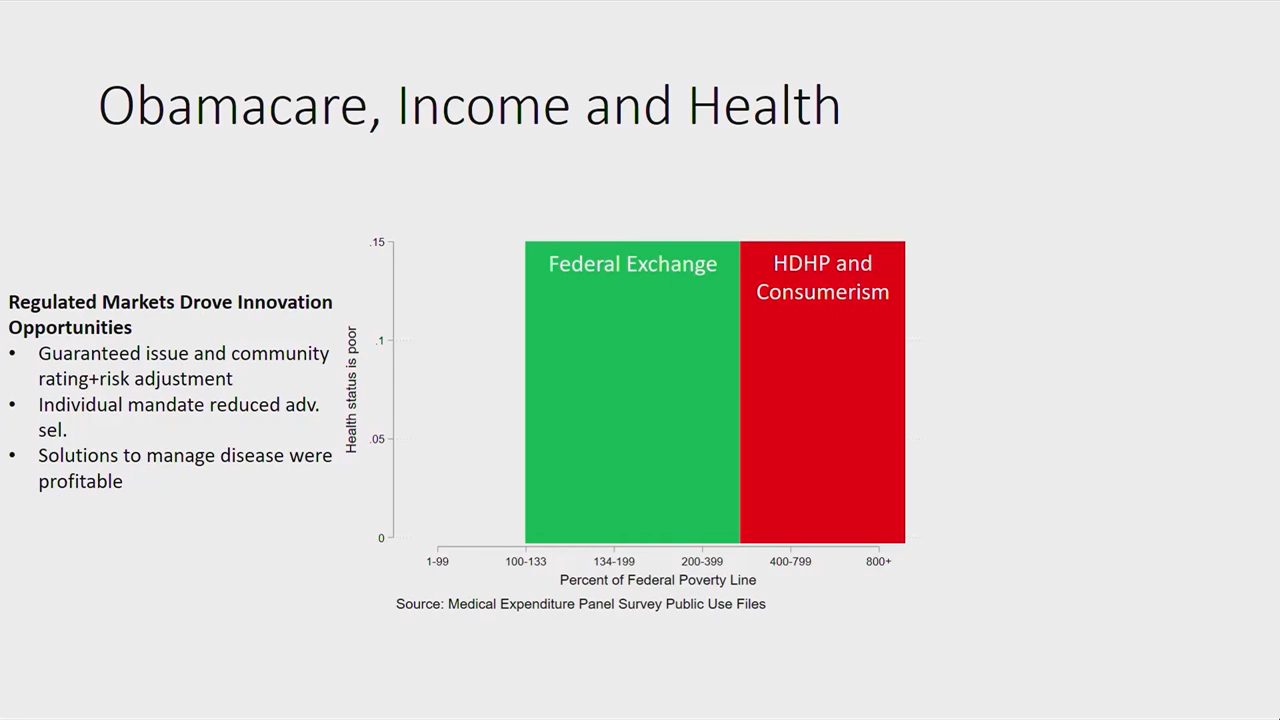 Obamacare, Income and Health
Regulated Markets Drove Innovation
Opportunities
• Guaranteed issue and community
rating+risk adjustment
• Individual mandate reduced adv.
sel.
• Solutions to manage disease were
profitable
Health status is poor
.15
.1
.05
0
Federal Exchange
HDHP and
Consumerism
1-99 100-133 134-199 200-399 400-799 800+
Percent of Federal Poverty Line
Source: Medical Expenditure Panel Survey Public Use Files